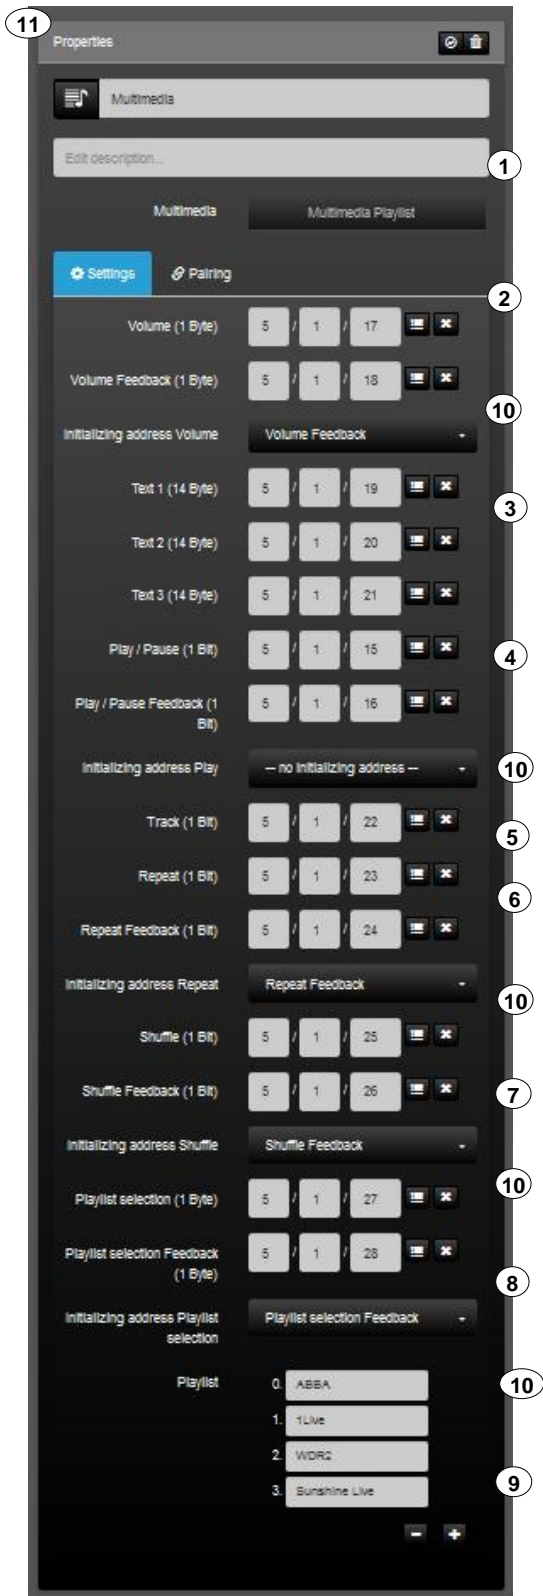 11
Properties
Multimedia
Edit description...
1
Multimedia Multimedia Playlist
Settings Pairing
2
Volume (1 Byte) 5 / 1 / 17
Volume Feedback (1 Byte) 5 / 1 / 18
10
Initializing address Volume Volume Feedback
Text 1 (14 Byte) 5 / 1 / 19
3
Text 2 (14 Byte) 5 / 1 / 20
Text 3 (14 Byte) 5 / 1 / 21
Play / Pause (1 Bit) 5 / 1 / 15
4
Play / Pause Feedback (1 5 / 1 / 16
Bit)
Initializing address Play -- no initializing address --
10
Track (1 Bit) 5 / 1 / 22
5
Repeat (1 Bit) 5 / 1 / 23
6
Repeat Feedback (1 Bit) 5 / 1 / 24
Initializing address Repeat Repeat Feedback
10
Shuffle (1 Bit) 5 / 1 / 25
Shuffle Feedback (1 Bit) 5 / 1 / 26
7
Initializing address Shuffle Shuffle Feedback
10
Playlist selection (1 Byte) 5 / 1 / 27
Playlist selection Feedback 5 / 1 / 28
(1 Byte)
8
Initializing address Playlist Playlist selection Feedback
selection
Playlist 0. ABBA
10
1. 1Live
2. WDR2
9
3. Sunshine Live